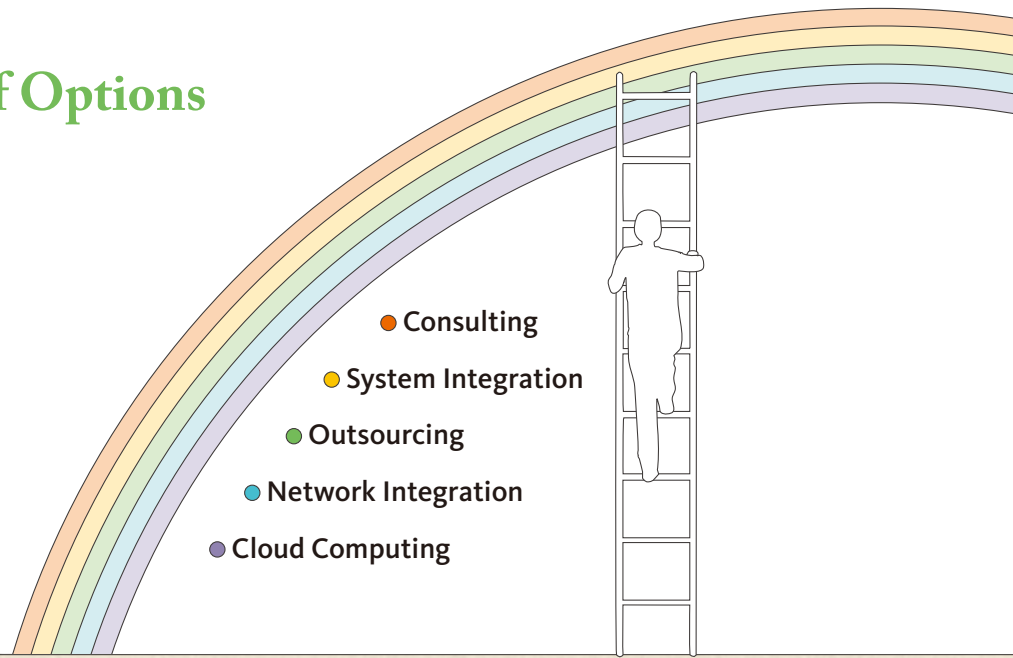 f Options
Consulting
System Integration
Outsourcing
Network Integration
Cloud Computing